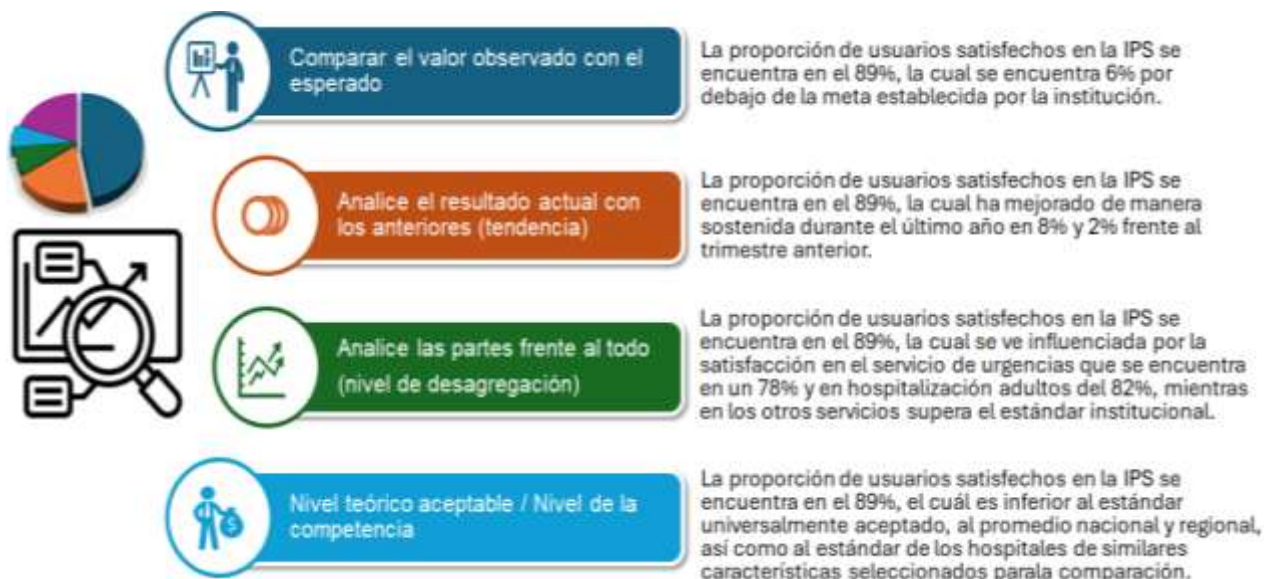 Comparar el valor observado con el
esperado
La proporción de usuarios satisfechos en la IPS se
encuentra en el 89%, la cual se encuentra 6% por
debajo de la meta establecida por la institución.
Analice el resultado actual con
los anteriores (tendencia)
La proporción de usuarios satisfechos en la IPS se
encuentra en el 89%, la cual ha mejorado de manera
sostenida durante el último año en 8% y 2% frente al
trimestre anterior.
Analice las partes frente al todo
(nivel de desagregación)
La proporción de usuarios satisfechos en la IPS se
encuentra en el 89%, la cual se ve influenciada por la
satisfacción en el servicio de urgencias que se encuentra
en un 78% y en hospitalización adultos del 82%, mientras
en los otros servicios supera el estándar institucional.
Nivel teórico aceptable / Nivel de la
competencia
La proporción de usuarios satisfechos en la IPS se
encuentra en el 89%, el cuál es inferior al estándar
universalmente aceptado, al promedio nacional y regional,
así como al estándar de los hospitales de similares
características seleccionados parala comparación.